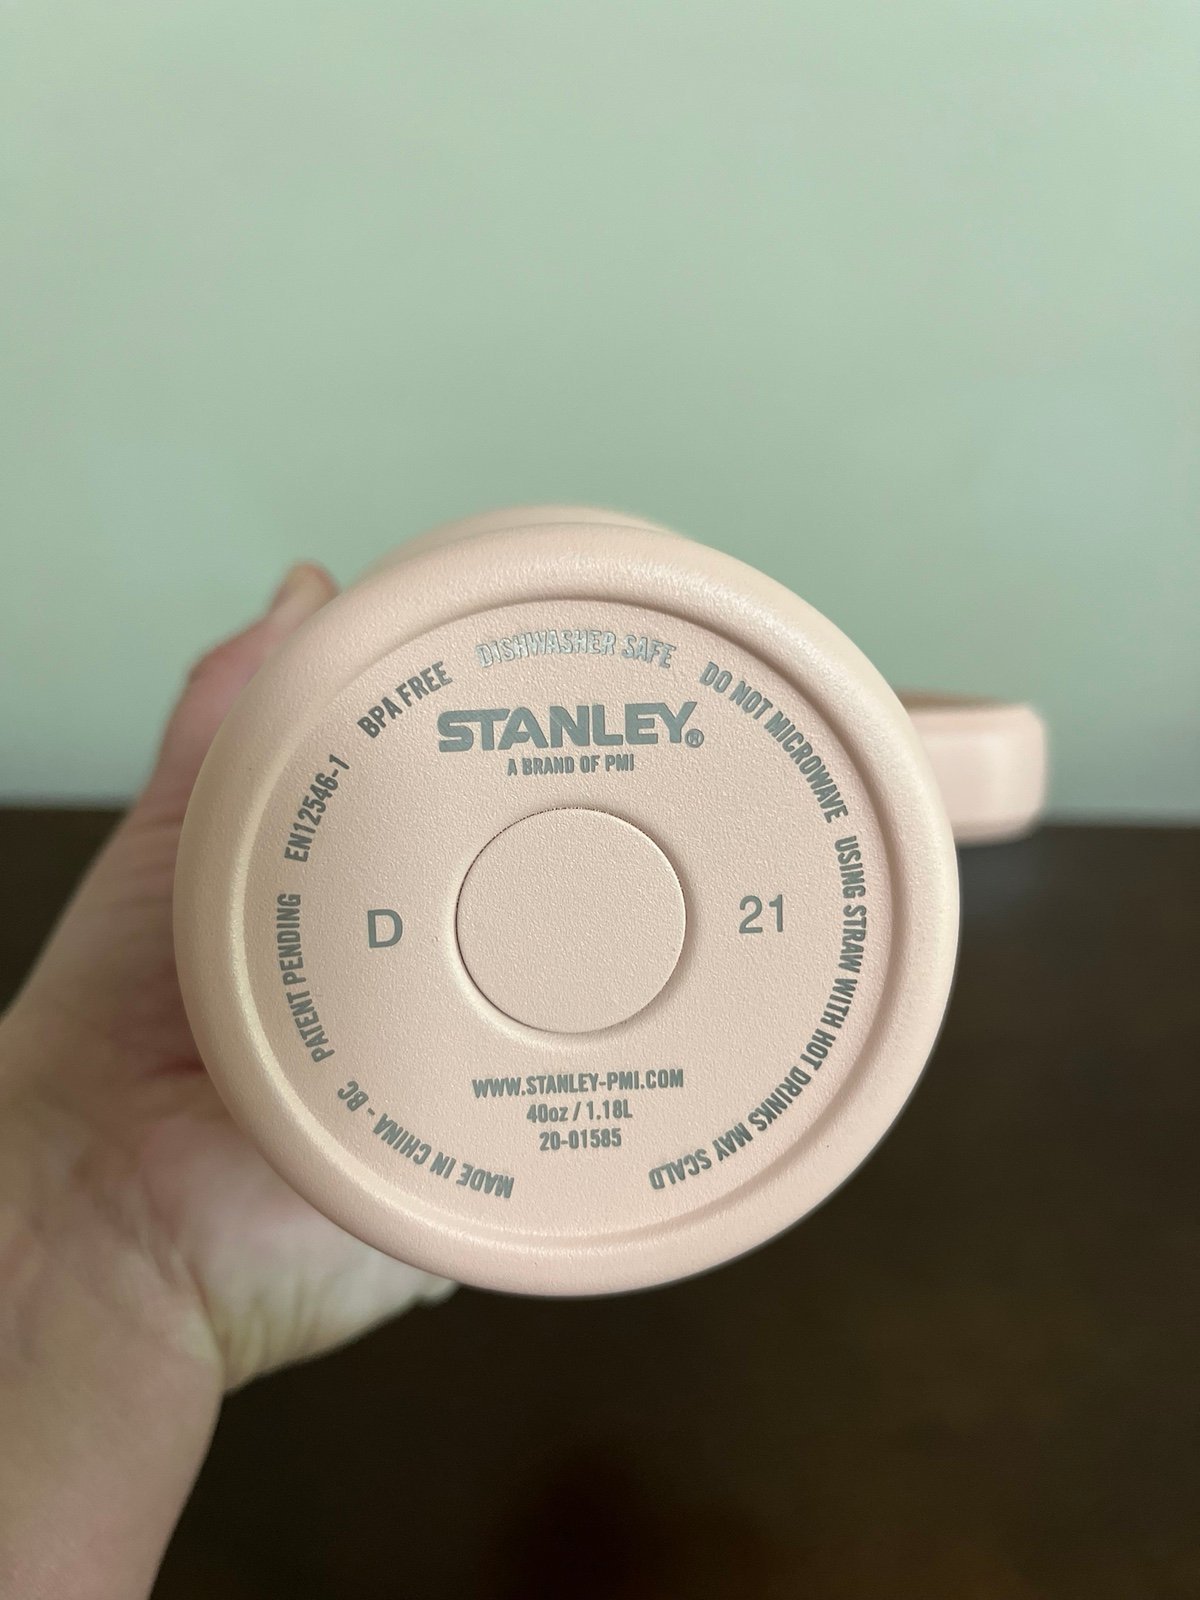 DISHWASHER SAFE
DO NOT MICROWAVE
USING STRAW WITH HOT DRINKS MAY SCALD
MADE IN CHINA - BC
PATENT PENDING
EN12546-1
BPA FREE
STANLEY®
A BRAND OF PMI
D
21
WWW.STANLEY-PMI.COM
40oz / 1.18L
20-01585